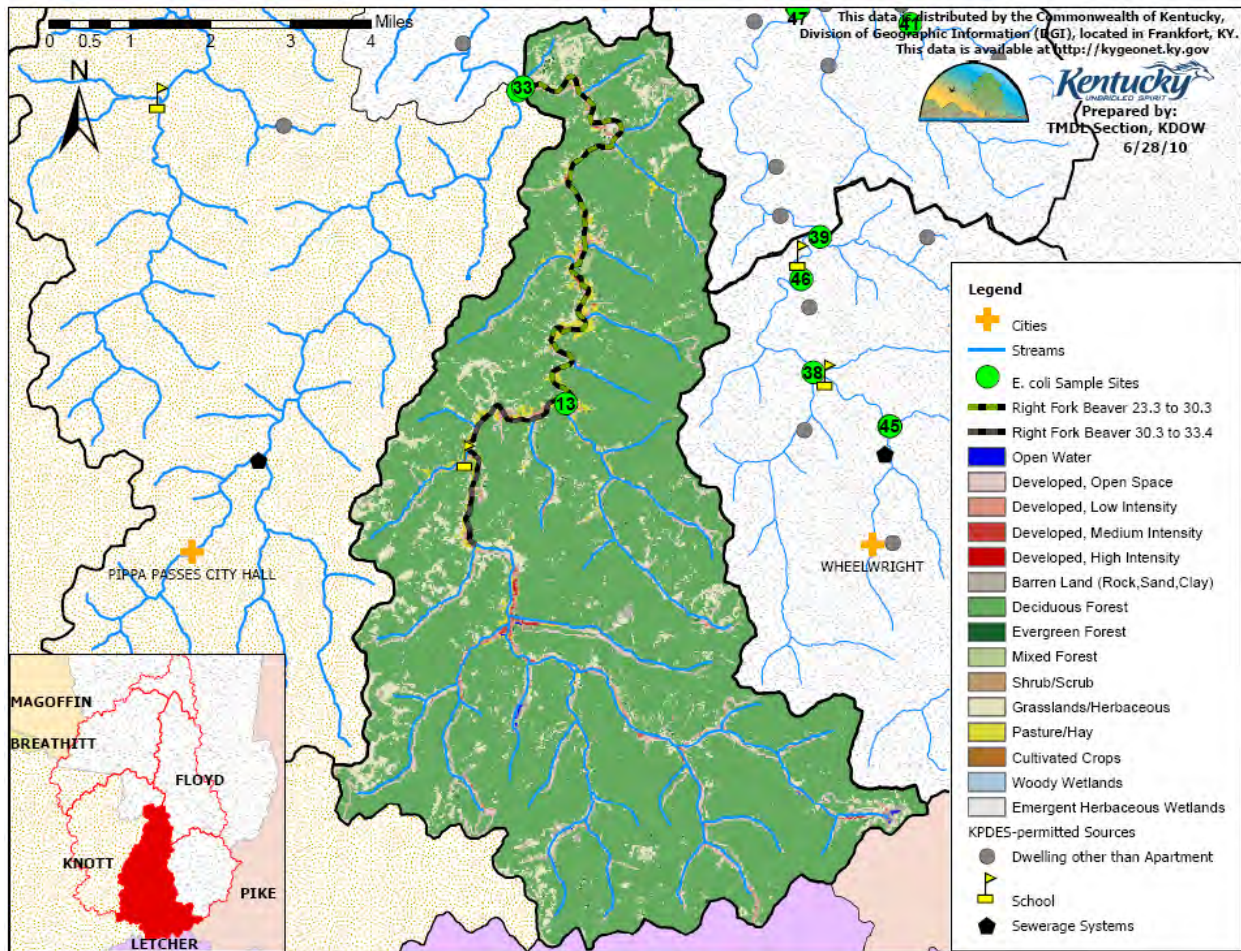 Miles
0 0.5 1 2 3 4
N
This data is distributed by the Commonwealth of Kentucky,
Division of Geographic Information (DGI), located in Frankfort, KY.
This data is available at http://kygeonet.ky.gov
Kentucky
UNBRIDLED SPIRIT
Prepared by:
TMDL Section, KDOW
6/28/10
47
41
33
39
46
38
13
45
PIPPA PASSES CITY HALL
WHEELWRIGHT
Legend
Cities
Streams
E. coli Sample Sites
Right Fork Beaver 23.3 to 30.3
Right Fork Beaver 30.3 to 33.4
Open Water
Developed, Open Space
Developed, Low Intensity
Developed, Medium Intensity
Developed, High Intensity
Barren Land (Rock,Sand,Clay)
Deciduous Forest
Evergreen Forest
Mixed Forest
Shrub/Scrub
Grasslands/Herbaceous
Pasture/Hay
Cultivated Crops
Woody Wetlands
Emergent Herbaceous Wetlands
KPDES-permitted Sources
Dwelling other than Apartment
School
Sewerage Systems
MAGOFFIN
BREATHITT
FLOYD
KNOTT
PIKE
LETCHER